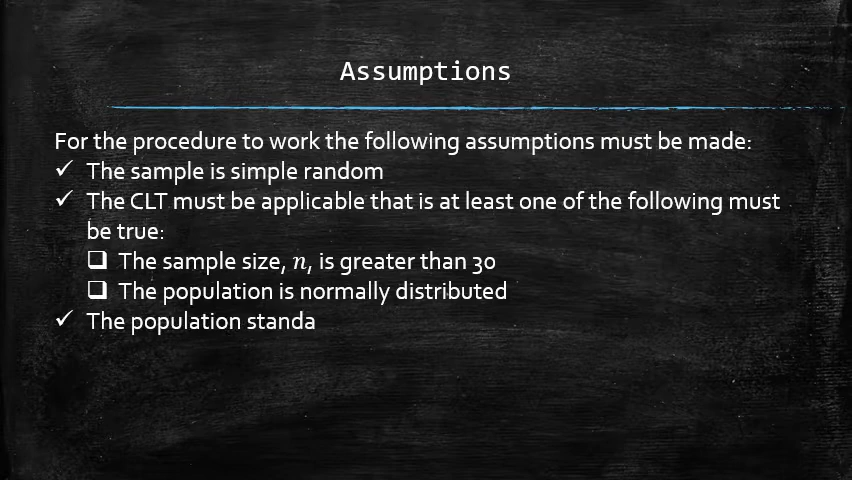 Assumptions
For the procedure to work the following assumptions must be made:
✓ The sample is simple random
✓ The CLT must be applicable that is at least one of the following must
be true:
❑ The sample size, n, is greater than 30
❑ The population is normally distributed
✓ The population standa